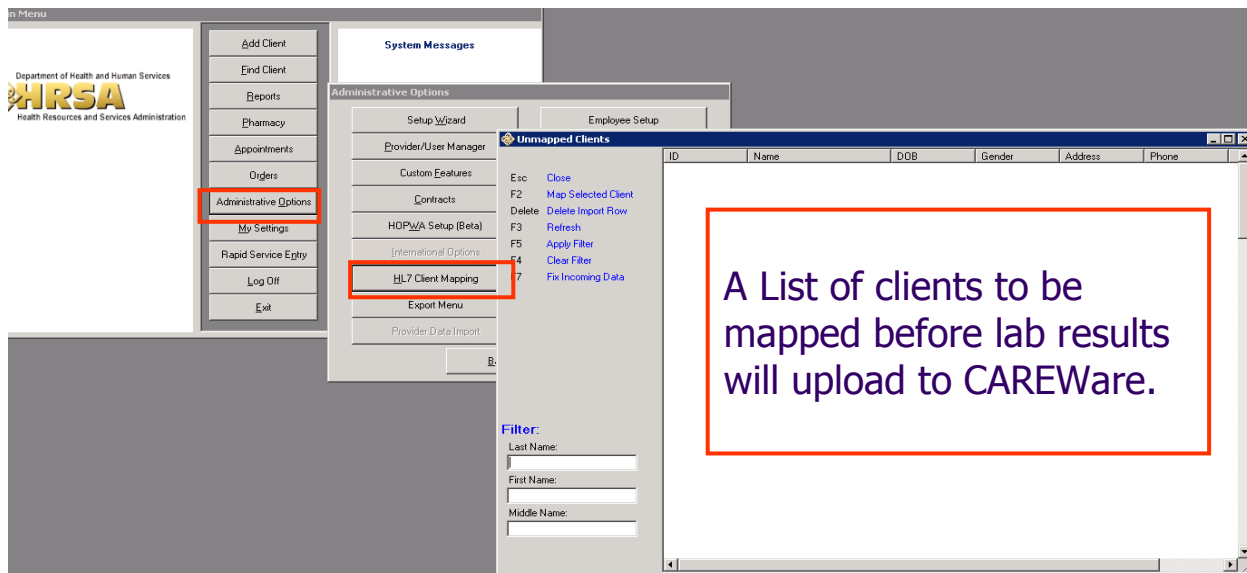 in Menu
Department of Health and Human Services
HRSA
Health Resources and Services Administration
Add Client
Find Client
Reports
Pharmacy
Appointments
Orders
Administrative Options
My Settings
Rapid Service Entry
Log Off
Exit
System Messages
Administrative Options
Setup Wizard
Employee Setup
Provider/User Manager
Custom Features
Contracts
HOPWA Setup (Beta)
International Options
HL7 Client Mapping
Export Menu
Provider Data Import
B
Unmapped Clients
ID Name DOB Gender Address Phone
Esc Close
F2 Map Selected Client
Delete Delete Import Row
F3 Refresh
F5 Apply Filter
F4 Clear Filter
F7 Fix Incoming Data
Filter:
Last Name:
First Name:
Middle Name:
A List of clients to be
mapped before lab results
will upload to CAREWare.